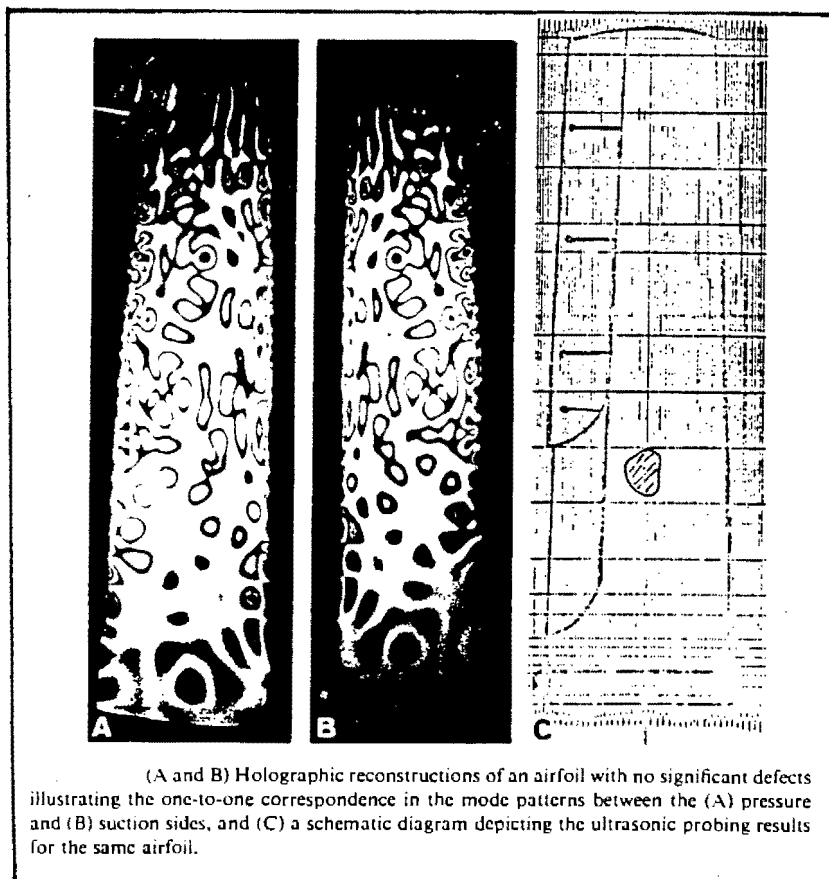 A
B
C
(A and B) Holographic reconstructions of an airfoil with no significant defects
illustrating the one-to-one correspondence in the mode patterns between the (A) pressure
and (B) suction sides, and (C) a schematic diagram depicting the ultrasonic probing results
for the same airfoil.